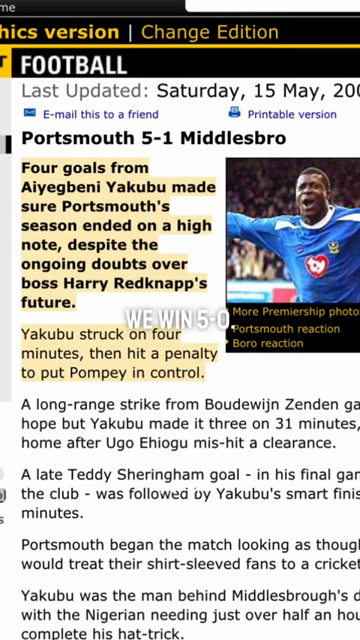 me
hics version | Change Edition
T FOOTBALL
Last Updated: Saturday, 15 May, 200
E-mail this to a friend Printable version
Portsmouth 5-1 Middlesbro
Four goals from
Aiyegbeni Yakubu made
sure Portsmouth's
season ended on a high
note, despite the
ongoing doubts over
boss Harry Redknapp's
future.
Yakubu struck on four
minutes, then hit a penalty
to put Pompey in control.
WE WIN 5-0.
More Premiership photo
Portsmouth reaction
Boro reaction
A long-range strike from Boudewijn Zenden ga
hope but Yakubu made it three on 31 minutes,
home after Ugo Ehiogu mis-hit a clearance.
A late Teddy Sheringham goal - in his final gam
the club - was followed by Yakubu's smart finis
minutes.
Portsmouth began the match looking as though
would treat their shirt-sleeved fans to a cricket
Yakubu was the man behind Middlesbrough's d
with the Nigerian needing just over half an hou
complete his hat-trick.